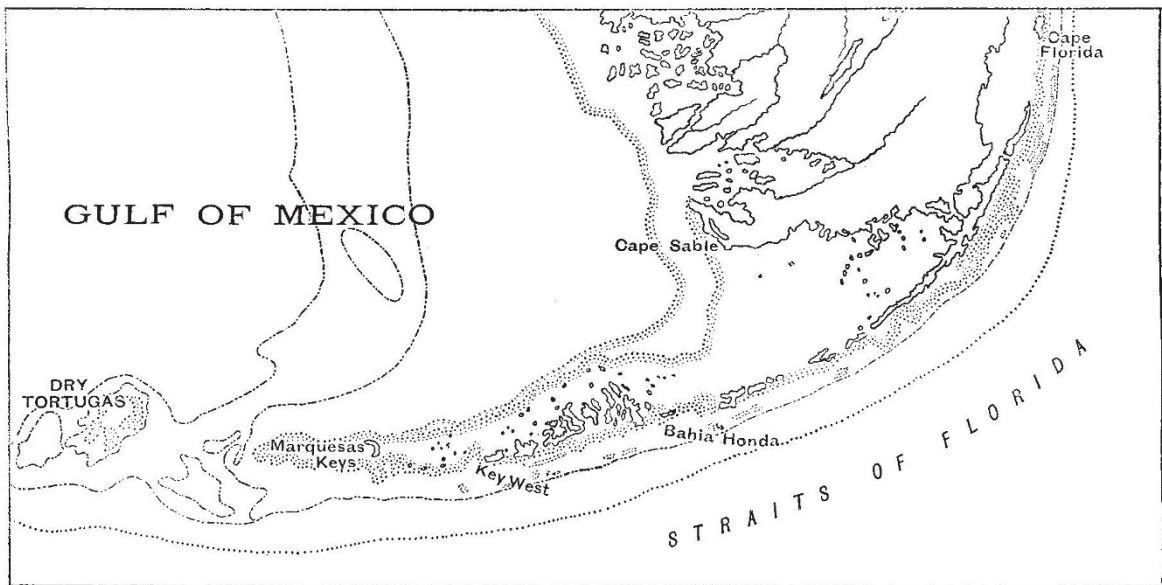 Cape
Florida
GULF OF MEXICO
Cape Sable
DRY
TORTUGAS
Marquesas
Keys
Key West
Bahia Honda
STRAITS OF FLORIDA